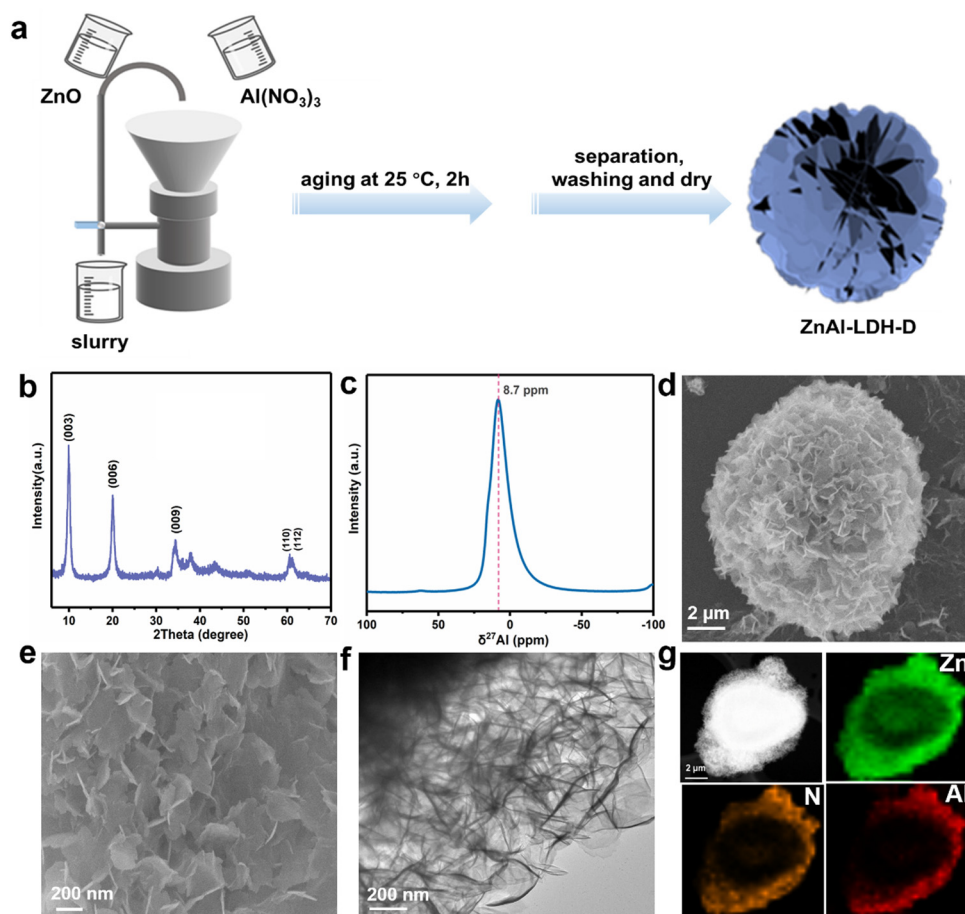 a
ZnO
Al(NO₃)₃
slurry
aging at 25 °C, 2h
separation,
washing and dry
ZnAl-LDH-D
b
Intensity(a.u.)
(003)
(006)
(009)
(110)
(112)
10 20 30 40 50 60 70
2Theta (degree)
c
Intensity (a.u.)
8.7 ppm
100 50 0 -50 -100
δ²⁷Al (ppm)
d
2 μm
e
200 nm
f
200 nm
g
2 μm
Zn
N
Al